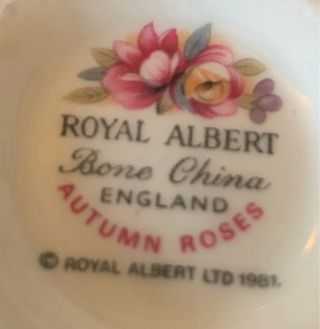 ROYAL ALBERT
Bone China
ENGLAND
AUTUMN ROSES
© ROYAL ALBERT LTD 1981.